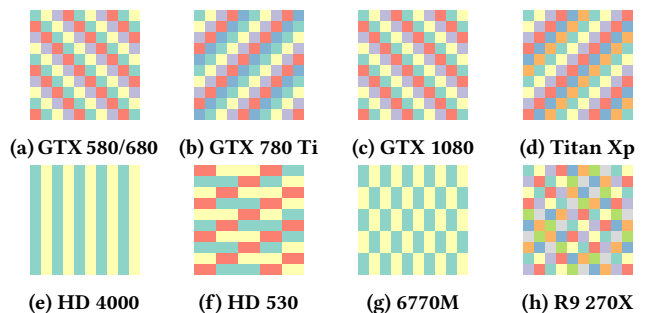 (a) GTX 580/680 (b) GTX 780 Ti (c) GTX 1080 (d) Titan Xp
(e) HD 4000 (f) HD 530 (g) 6770M (h) R9 270X